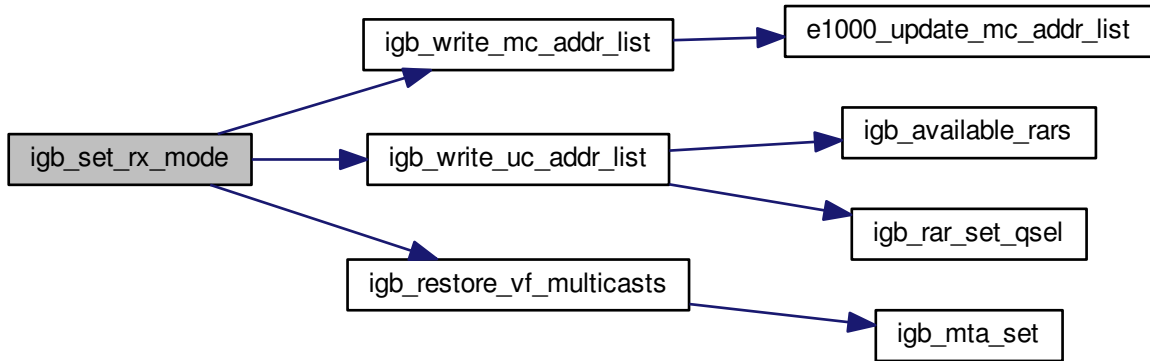 igb_write_mc_addr_list
e1000_update_mc_addr_list
igb_set_rx_mode
igb_write_uc_addr_list
igb_available_rars
igb_rar_set_qsel
igb_restore_vf_multicasts
igb_mta_set